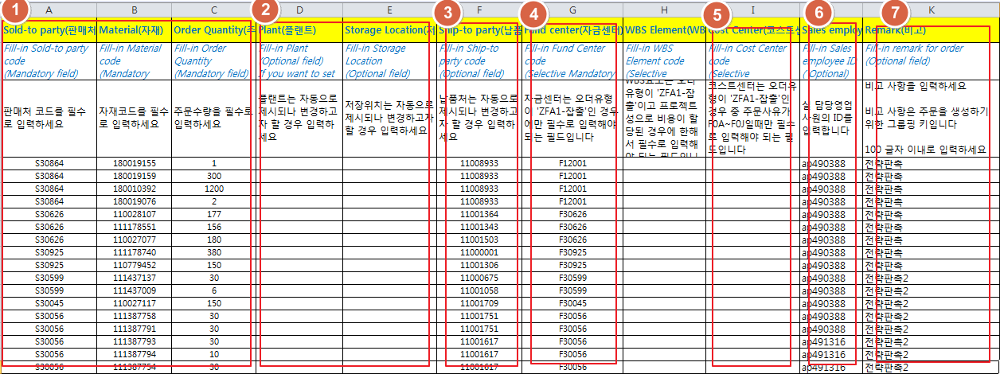 1 2 3 4 5 6 7
A B C D E F G H I K
Sold-to party(판매처 Material(자재) Order Quantity(주 Plant(플랜트) Storage Location(저 Ship-to party(납품 Fund center(자금센터) WBS Element(WB Cost Center(코스트센 Sales employ Remark(비고)
Fill-in Sold-to party
code
(Mandatory field)
Fill-in Material
code
(Mandatory
Fill-in Order
Quantity
(Mandatory field)
Fill-in Plant
(Optional field)
If you want to set
Fill-in Storage
Location
(Optional field)
Fill-in Ship-to
party code
(Optional field)
Fill-in Fund Center
code
(Selective Mandatory
Fill-in WBS
Element code
(Selective
Fill-in Cost Center
code
(Selective
Fill-in Sales
employee ID
( Optional)
Fill-in remark for order
(Optional field)
판매처 코드를 필수
로 입력하세요
자재코드를 필수
로 입력하세요
주문수량을 필수로
입력하세요
플랜트는 자동으로
제시되나 변경하고
자 할 경우 입력하
세요
저장위치는 자동으로
제시되나 변경하고자
할 경우 입력하세요
납품처는 자동으로
제시되나 변경하고
자 할 경우 입력하
세요
자금센터는 오더유형
이 'ZFA1-잡출'인 경우
에만 필수로 입력해야
되는 필드입니다
WBS요소는 오더
유형이 'ZFA1-잡
출'이고 프로젝트
성으로 비용이 할
당된 경우에 한해
서 필수로 입력해
야 되는 필드입니
코스트센터는 오더유
형이 'ZFA1-잡출'인
경우 중 주문사유가
F0A~F0J일때만 필수
로 입력해야 되는 필
드입니다
실 담당영업
사원의 ID를
입력합니다
비고 사항을 입력하세요
비고 사항은 주문을 생성하기
위한 그룹핑 키입니다
100 글자 이내로 입력하세요
S30864 180019155 1 11008933 F12001 ap490388 전략판촉
S30864 180019159 300 11008933 F12001 ap490388 전략판촉
S30864 180010392 1200 11008933 F12001 ap490388 전략판촉
S30864 180019076 2 11008933 F12001 ap490388 전략판촉
S30626 110028107 177 11001364 F30626 ap490388 전략판촉
S30626 111178551 156 11001343 F30626 ap490388 전략판촉
S30626 110027077 180 11001503 F30626 ap490388 전략판촉
S30925 111178740 380 11000001 F30925 ap490388 전략판촉
S30925 110779452 150 11001306 F30925 ap490388 전략판촉
S30599 111437137 30 11000675 F30599 ap490388 전략판촉2
S30599 111437009 6 11001058 F30599 ap490388 전략판촉2
S30045 110027117 150 11001709 F30045 ap490388 전략판촉2
S30056 111387758 30 11001751 F30056 ap490388 전략판촉2
S30056 111387791 30 11001751 F30056 ap490388 전략판촉2
S30056 111387793 30 11001617 F30056 ap491316 전략판촉2
S30056 111387794 10 11001617 F30056 ap491316 전략판촉2
S30056 111387754 30 11001617 F30056 ap491316 전략판촉2